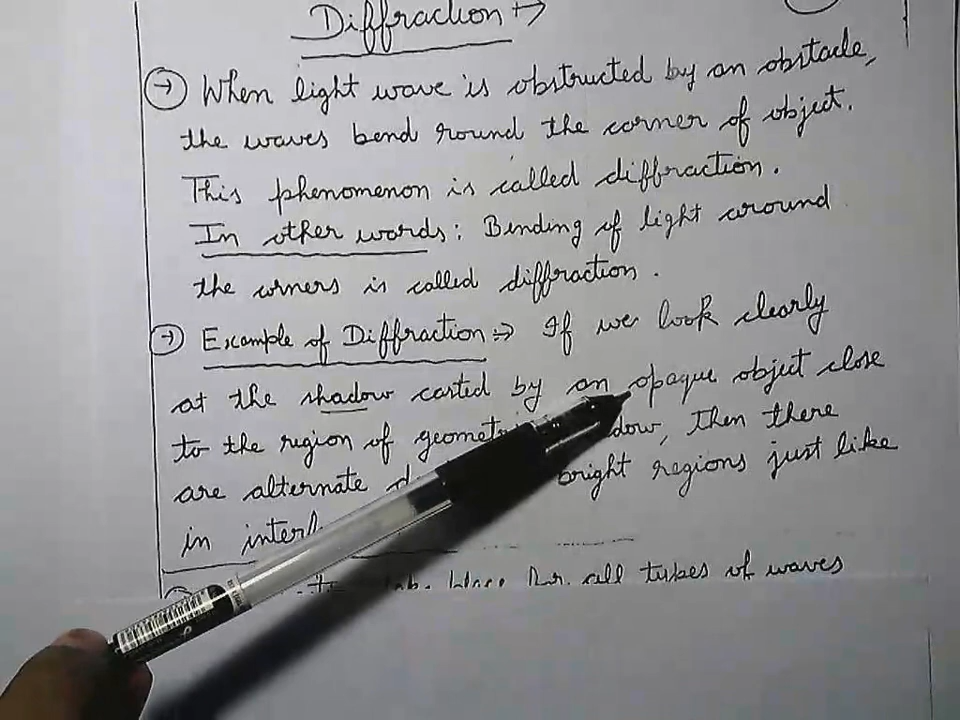 Diffraction →
→ When light wave is obstructed by an obstacle,
the waves bend round the corner of object.
This phenomenon is called diffraction.
In other words: Bending of light around
the corners is called diffraction.
→ Example of Diffraction :→ If we look clearly
at the shadow casted by an opaque object close
to the region of shadow, then there
are alternate bright regions just like
in
place for all types of waves